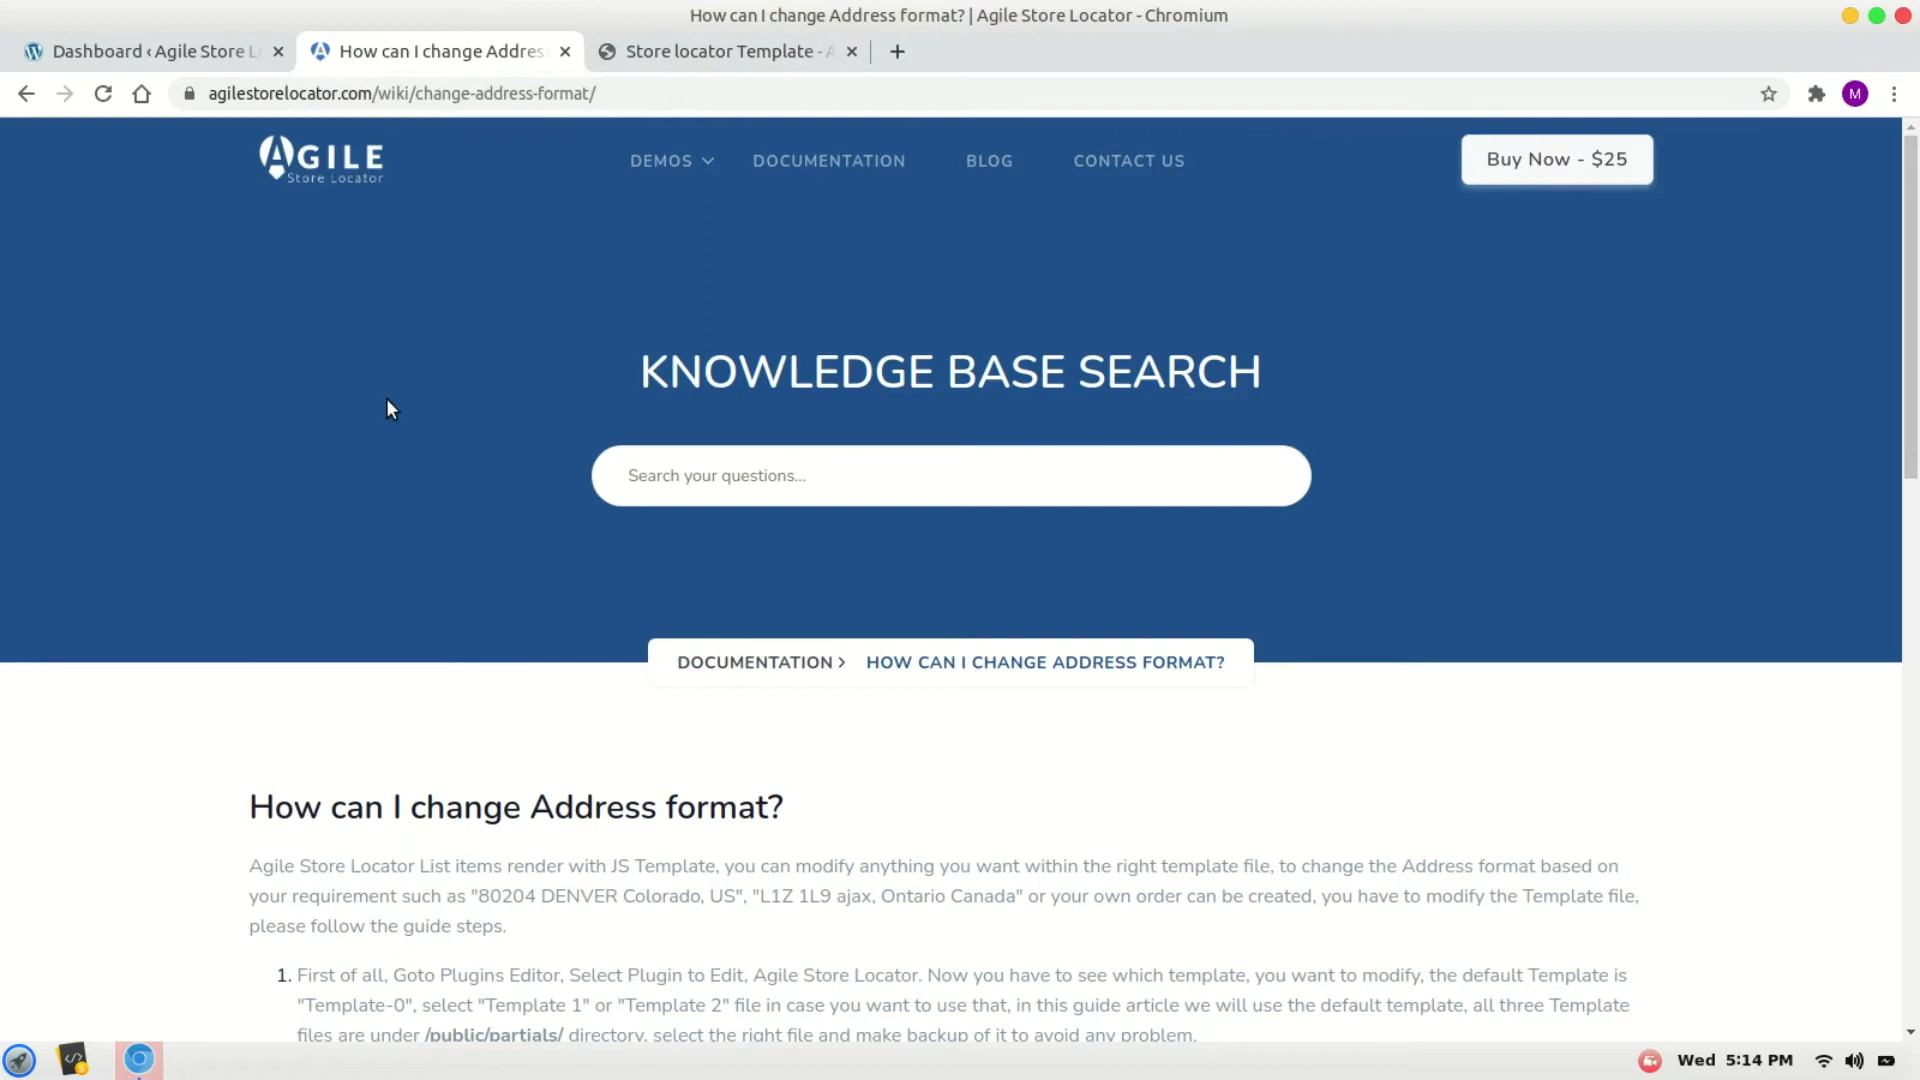 How can I change Address format? | Agile Store Locator - Chromium
Dashboard ‹ Agile Store L
How can I change Addres
Store locator Template - A
agilestorelocator.com/wiki/change-address-format/
M
AGILE
Store Locator
DEMOS
DOCUMENTATION
BLOG
CONTACT US
Buy Now - $25
KNOWLEDGE BASE SEARCH
Search your questions...
DOCUMENTATION > HOW CAN I CHANGE ADDRESS FORMAT?
How can I change Address format?
Agile Store Locator List items render with JS Template, you can modify anything you want within the right template file, to change the Address format based on
your requirement such as "80204 DENVER Colorado, US", "L1Z 1L9 ajax, Ontario Canada" or your own order can be created, you have to modify the Template file,
please follow the guide steps.
1. First of all, Goto Plugins Editor, Select Plugin to Edit, Agile Store Locator. Now you have to see which template, you want to modify, the default Template is
"Template-0", select "Template 1" or "Template 2" file in case you want to use that, in this guide article we will use the default template, all three Template
files are under /public/partials/ directory, select the right file and make backup of it to avoid any problem.
Wed 5:14 PM